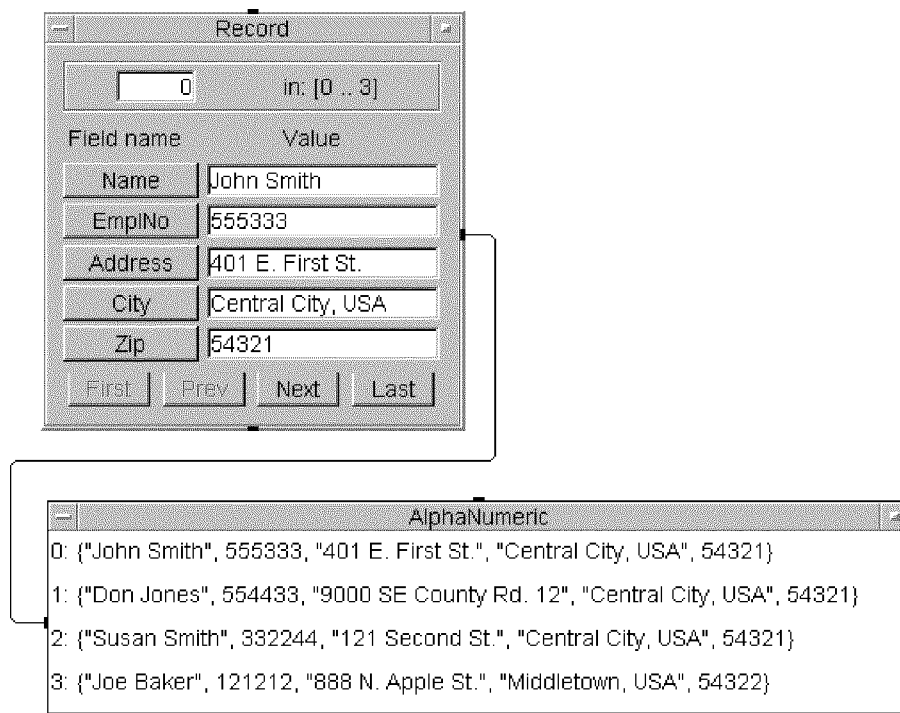 Record
0 in: [0 .. 3]
Field name Value
Name John Smith
EmplNo 555333
Address 401 E. First St.
City Central City, USA
Zip 54321
First Prev Next Last
AlphaNumeric
0: {"John Smith", 555333, "401 E. First St.", "Central City, USA", 54321}
1: {"Don Jones", 554433, "9000 SE County Rd. 12", "Central City, USA", 54321}
2: {"Susan Smith", 332244, "121 Second St.", "Central City, USA", 54321}
3: {"Joe Baker", 121212, "888 N. Apple St.", "Middletown, USA", 54322}